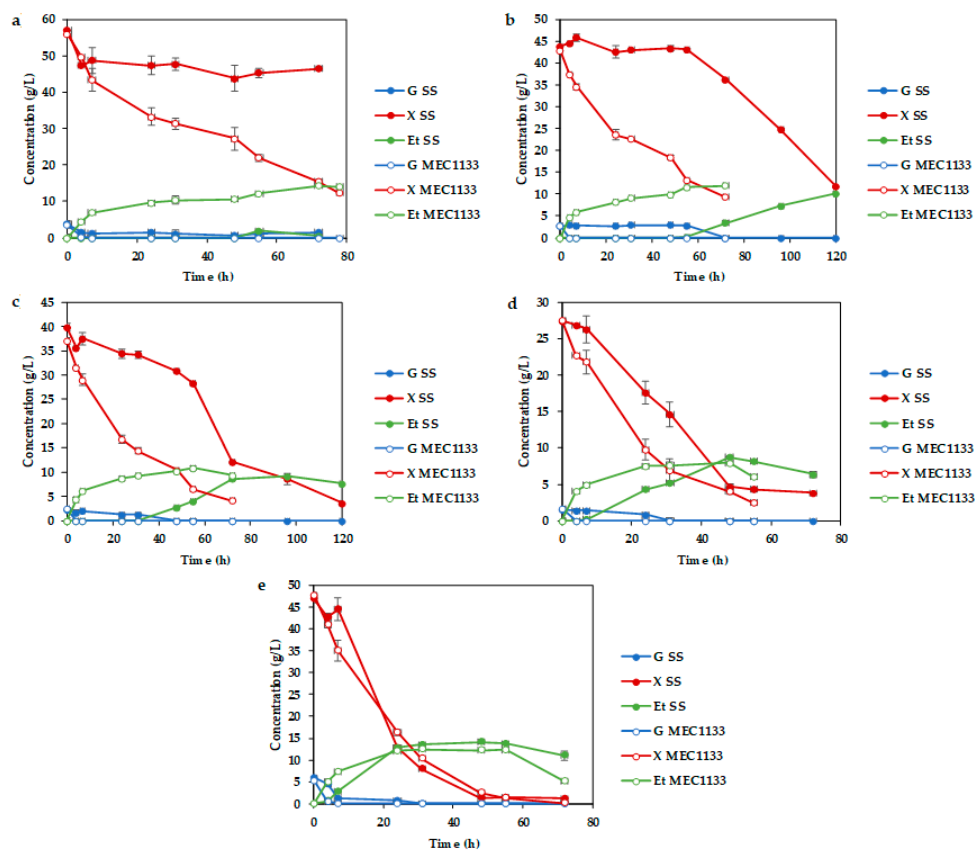 a
60
50
40
30
20
10
0
Concentration (g/L)
0 20 40 60 80
Time (h)
G SS
X SS
Et SS
G MEC1133
X MEC1133
Et MEC1133
b
50
45
40
35
30
25
20
15
10
5
0
Concentration (g/L)
0 20 40 60 80 100 120
Time (h)
G SS
X SS
Et SS
G MEC1133
X MEC1133
Et MEC1133
c
45
40
35
30
25
20
15
10
5
0
Concentration (g/L)
0 20 40 60 80 100 120
Time (h)
G SS
X SS
Et SS
G MEC1133
X MEC1133
Et MEC1133
d
30
25
20
15
10
5
0
Concentration (g/L)
0 20 40 60 80
Time (h)
G SS
X SS
Et SS
G MEC1133
X MEC1133
Et MEC1133
e
50
45
40
35
30
25
20
15
10
5
0
Concentration (g/L)
0 20 40 60 80
Time (h)
G SS
X SS
Et SS
G MEC1133
X MEC1133
Et MEC1133